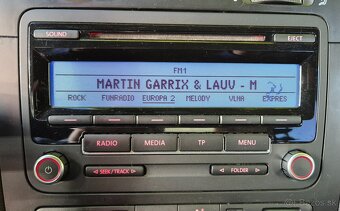 SOUND
EJECT
FM1
MARTIN GARRIX & LAUV - M
ROCK FUNRADIO EUROPA 2 MELODY VLNA EXPRES
RADIO MEDIA TP MENU
SEEK/TRACK FOLDER